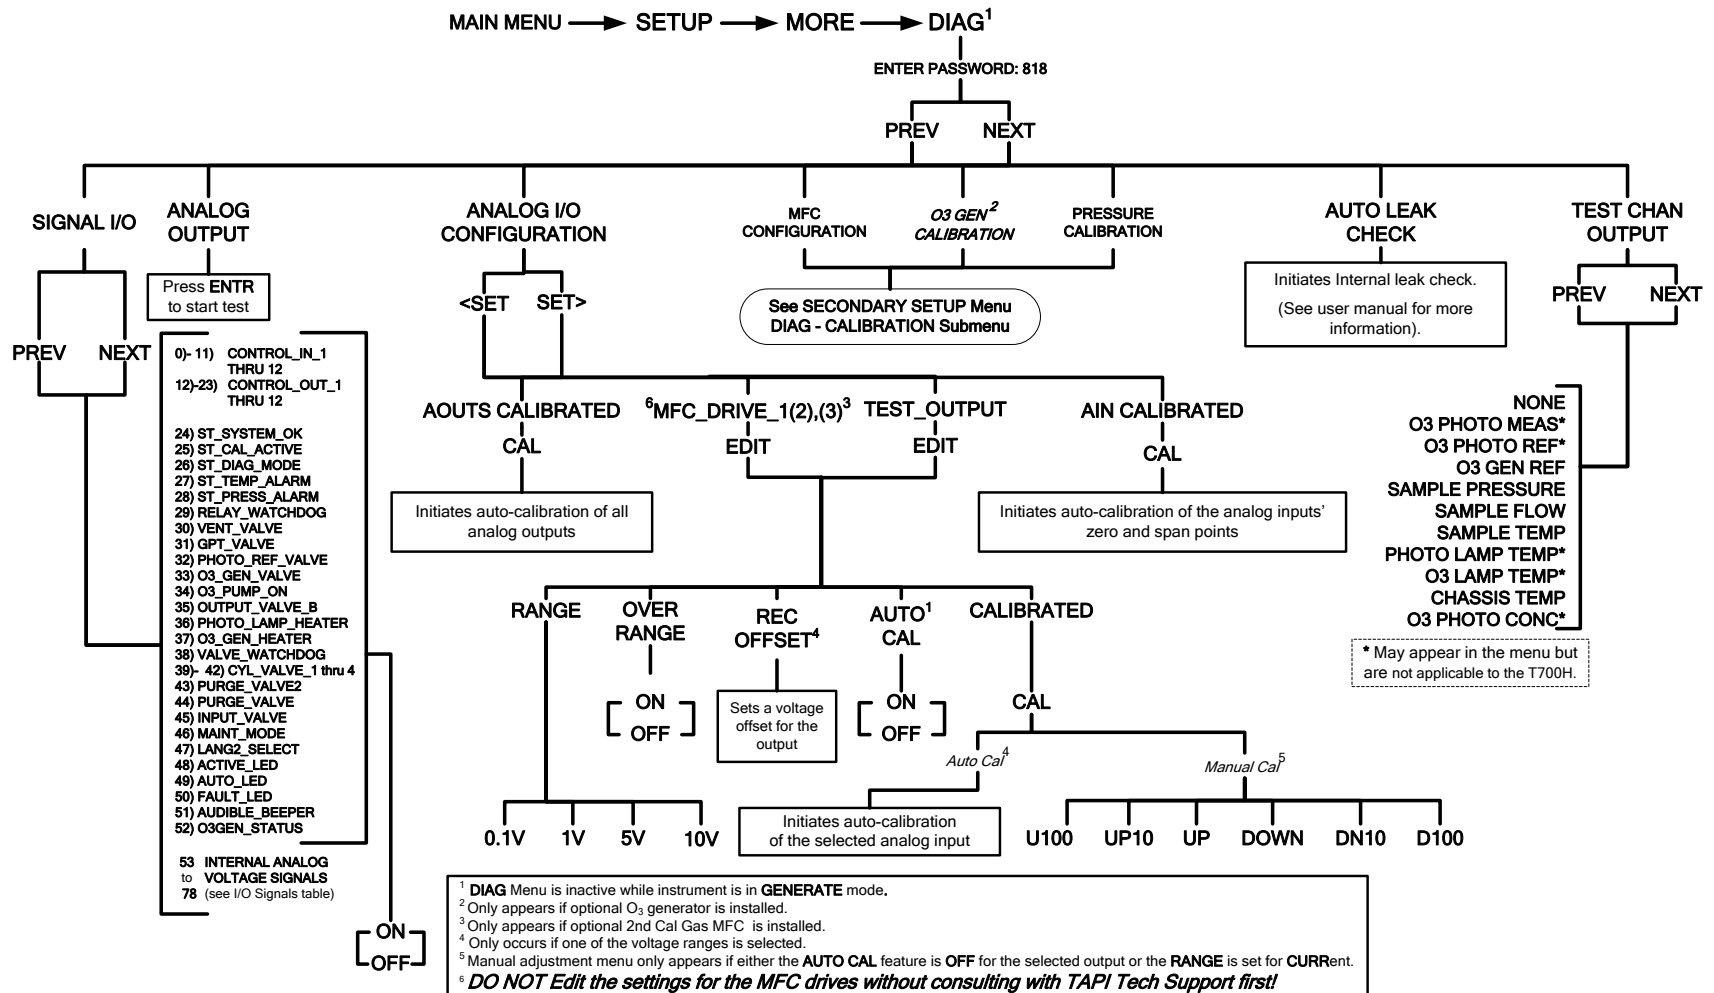 MAIN MENU SETUP MORE DIAG¹
ENTER PASSWORD: 818
PREV NEXT
SIGNAL I/O
PREV NEXT
ANALOG
OUTPUT
Press ENTR
to start test
ANALOG I/O
CONFIGURATION
<SET SET>
MFC
CONFIGURATION
O3 GEN²
CALIBRATION
PRESSURE
CALIBRATION
See SECONDARY SETUP Menu
DIAG - CALIBRATION Submenu
AUTO LEAK
CHECK
Initiates Internal leak check.
(See user manual for more
information).
TEST CHAN
OUTPUT
PREV NEXT
0)- 11) CONTROL_IN_1
THRU 12
12)-23) CONTROL_OUT_1
THRU 12
24) ST_SYSTEM_OK
25) ST_CAL_ACTIVE
26) ST_DIAG_MODE
27) ST_TEMP_ALARM
28) ST_PRESS_ALARM
29) RELAY_WATCHDOG
30) VENT_VALVE
31) GPT_VALVE
32) PHOTO_REF_VALVE
33) O3_GEN_VALVE
34) O3_PUMP_ON
35) OUTPUT_VALVE_B
36) PHOTO_LAMP_HEATER
37) O3_GEN_HEATER
38) VALVE_WATCHDOG
39)- 42) CYL_VALVE_1 thru 4
43) PURGE_VALVE2
44) PURGE_VALVE
45) INPUT_VALVE
46) MAINT_MODE
47) LANG2_SELECT
48) ACTIVE_LED
49) AUTO_LED
50) FAULT_LED
51) AUDIBLE_BEEPER
52) O3GEN_STATUS
53 INTERNAL ANALOG
to VOLTAGE SIGNALS
78 (see I/O Signals table)
ON
OFF
AOUTS CALIBRATED
CAL
Initiates auto-calibration of all
analog outputs
⁶MFC_DRIVE_1(2),(3)³
EDIT
TEST_OUTPUT
EDIT
AIN CALIBRATED
CAL
Initiates auto-calibration of the analog inputs'
zero and span points
NONE
O3 PHOTO MEAS*
O3 PHOTO REF*
O3 GEN REF
SAMPLE PRESSURE
SAMPLE FLOW
SAMPLE TEMP
PHOTO LAMP TEMP*
O3 LAMP TEMP*
CHASSIS TEMP
O3 PHOTO CONC*
* May appear in the menu but
are not applicable to the T700H.
RANGE
0.1V 1V 5V 10V
OVER
RANGE
ON
OFF
REC
OFFSET⁴
Sets a voltage
offset for the
output
AUTO¹
CAL
ON
OFF
CALIBRATED
CAL
Auto Cal⁴
Initiates auto-calibration
of the selected analog input
Manual Cal⁵
U100 UP10 UP DOWN DN10 D100
¹ DIAG Menu is inactive while instrument is in GENERATE mode.
² Only appears if optional O₃ generator is installed.
³ Only appears if optional 2nd Cal Gas MFC is installed.
⁴ Only occurs if one of the voltage ranges is selected.
⁵ Manual adjustment menu only appears if either the AUTO CAL feature is OFF for the selected output or the RANGE is set for CURRent.
⁶ DO NOT Edit the settings for the MFC drives without consulting with TAPI Tech Support first!